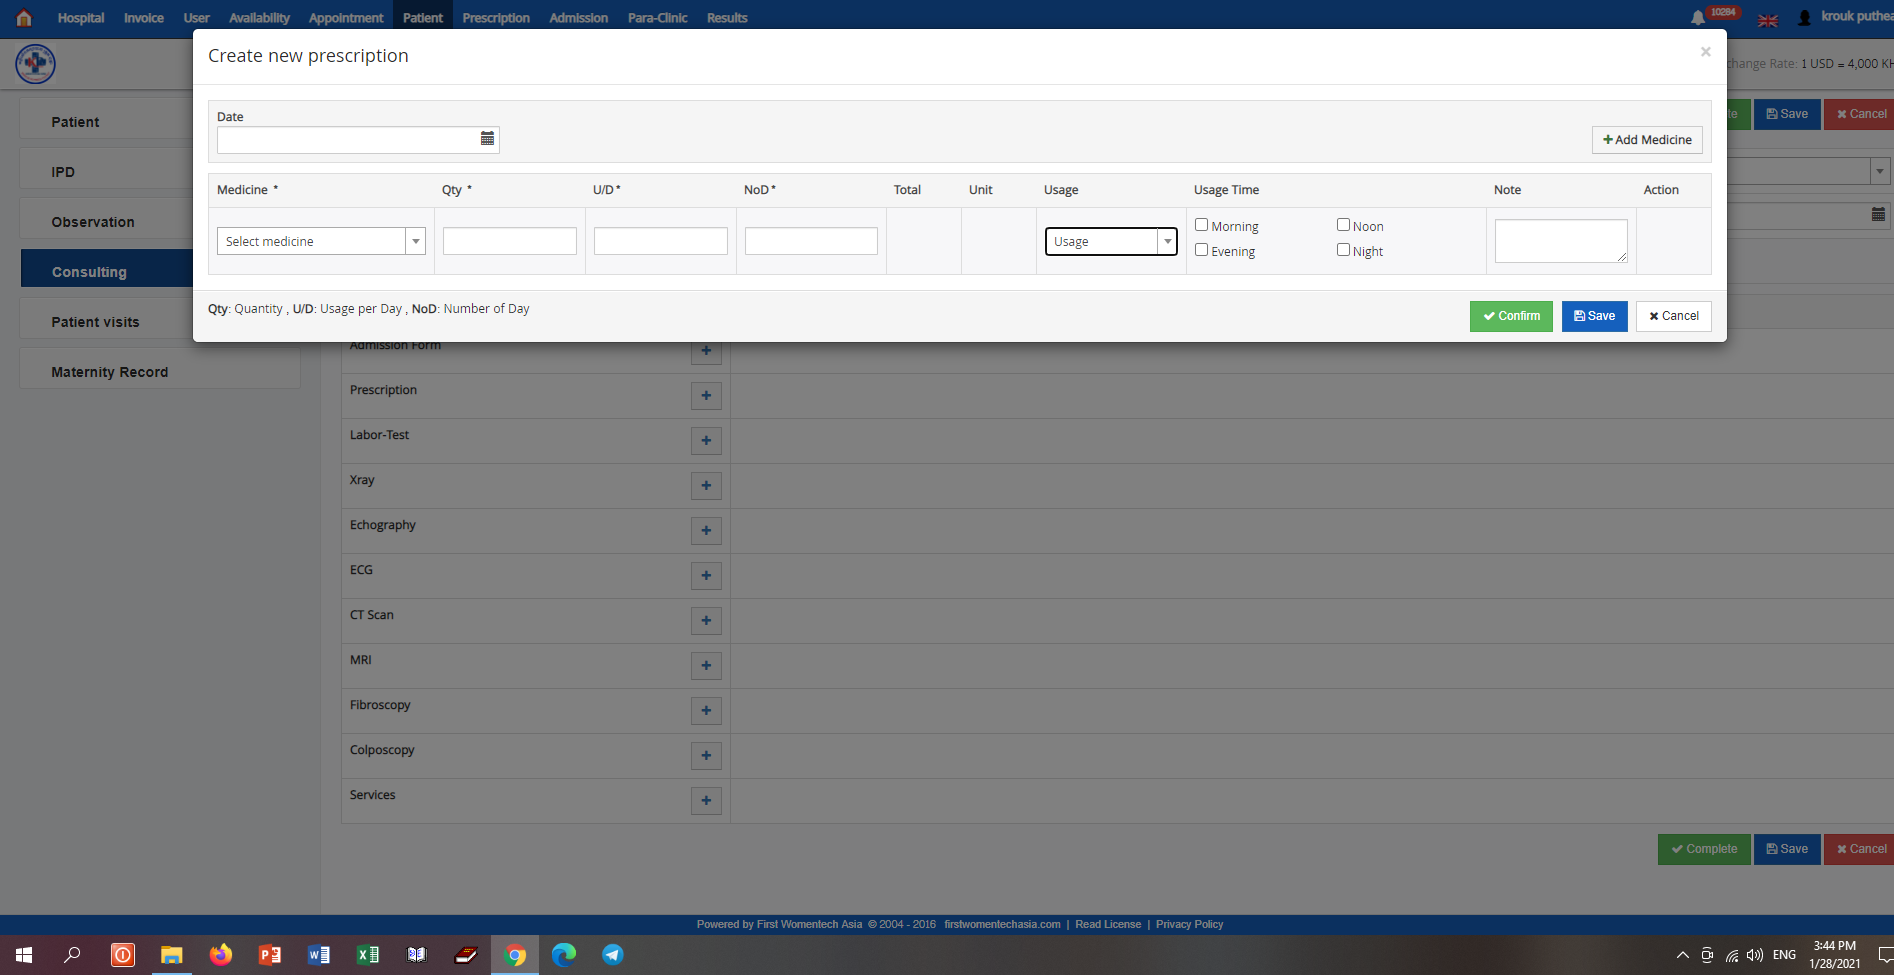 Hospital Invoice User Availability Appointment Patient Prescription Admission Para-Clinic Results 10284 krouk puthea
Create new prescription ×
change Rate: 1 USD = 4,000 KH
Date
Add Medicine
Save Cancel
Patient
IPD
Observation
Consulting
Patient visits
Maternity Record
Medicine * Qty * U/D* NoD* Total Unit Usage Usage Time Note Action
Select medicine Usage Morning Noon
Evening Night
Qty: Quantity , U/D: Usage per Day , NoD: Number of Day
Confirm Save Cancel
Admission Form
Prescription
Labor-Test
Xray
Echography
ECG
CT Scan
MRI
Fibroscopy
Colposcopy
Services
Complete Save Cancel
Powered by First Womentech Asia © 2004 - 2016 firstwomentechasia.com | Read License | Privacy Policy
ENG 3:44 PM
1/28/2021